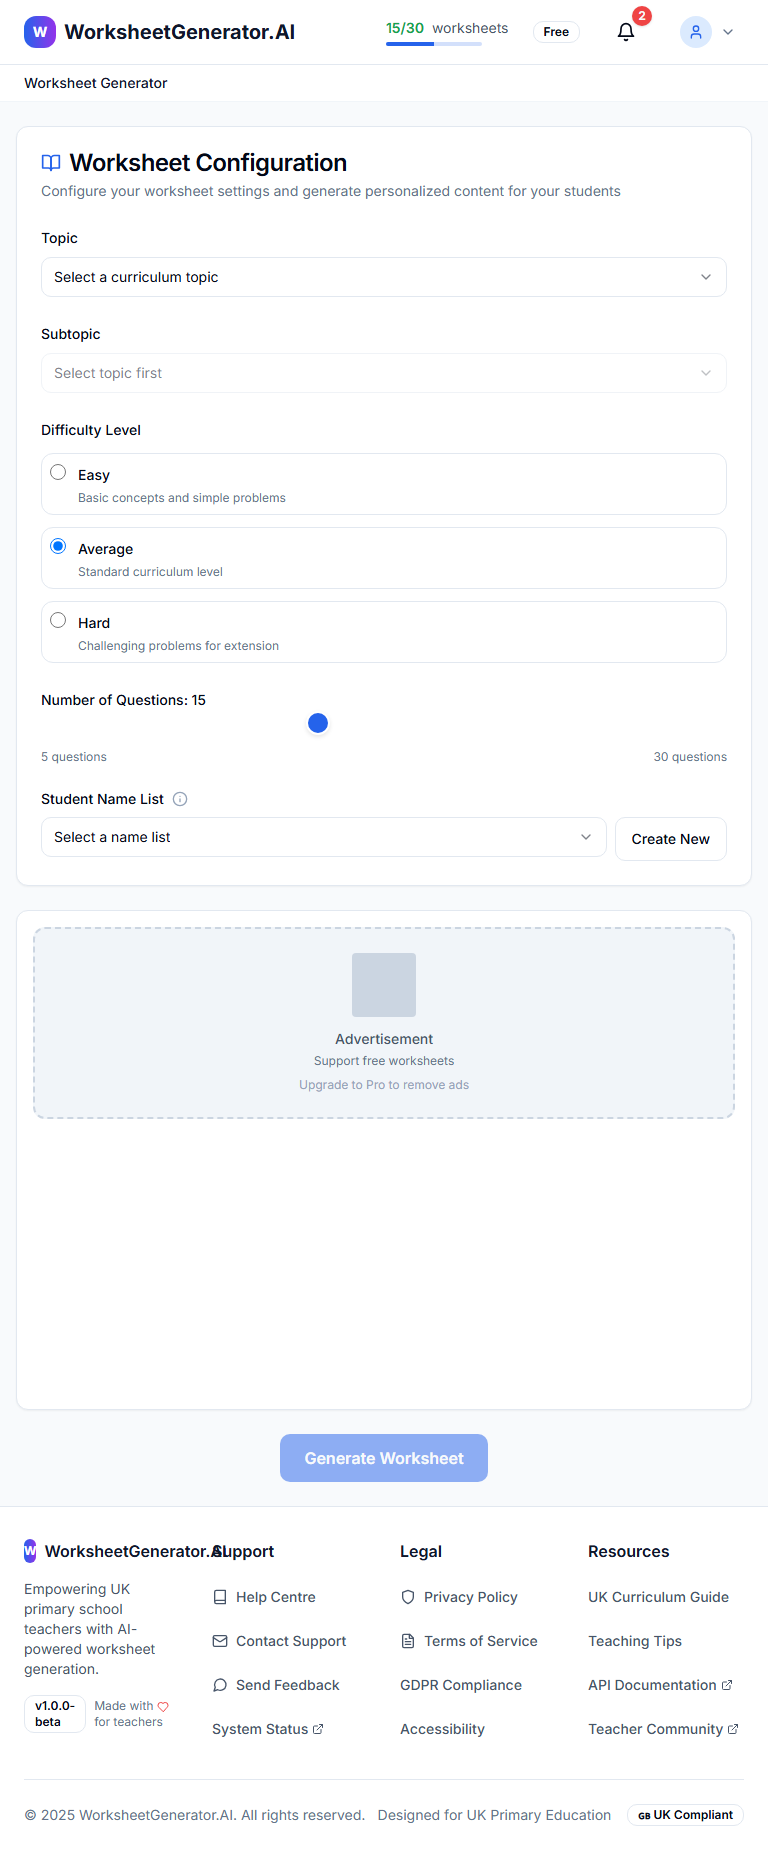 W WorksheetGenerator.AI
15/30 worksheets
Free
2
Worksheet Generator
Worksheet Configuration
Configure your worksheet settings and generate personalized content for your students
Topic
Select a curriculum topic
Subtopic
Select topic first
Difficulty Level
Easy
Basic concepts and simple problems
Average
Standard curriculum level
Hard
Challenging problems for extension
Number of Questions: 15
5 questions
30 questions
Student Name List
Select a name list
Create New
Advertisement
Support free worksheets
Upgrade to Pro to remove ads
Generate Worksheet
W WorksheetGenerator.AI
Empowering UK
primary school
teachers with AI-
powered worksheet
generation.
v1.0.0-
beta
Made with
for teachers
Support
Help Centre
Contact Support
Send Feedback
System Status
Legal
Privacy Policy
Terms of Service
GDPR Compliance
Accessibility
Resources
UK Curriculum Guide
Teaching Tips
API Documentation
Teacher Community
© 2025 WorksheetGenerator.AI. All rights reserved.
Designed for UK Primary Education
GB UK Compliant